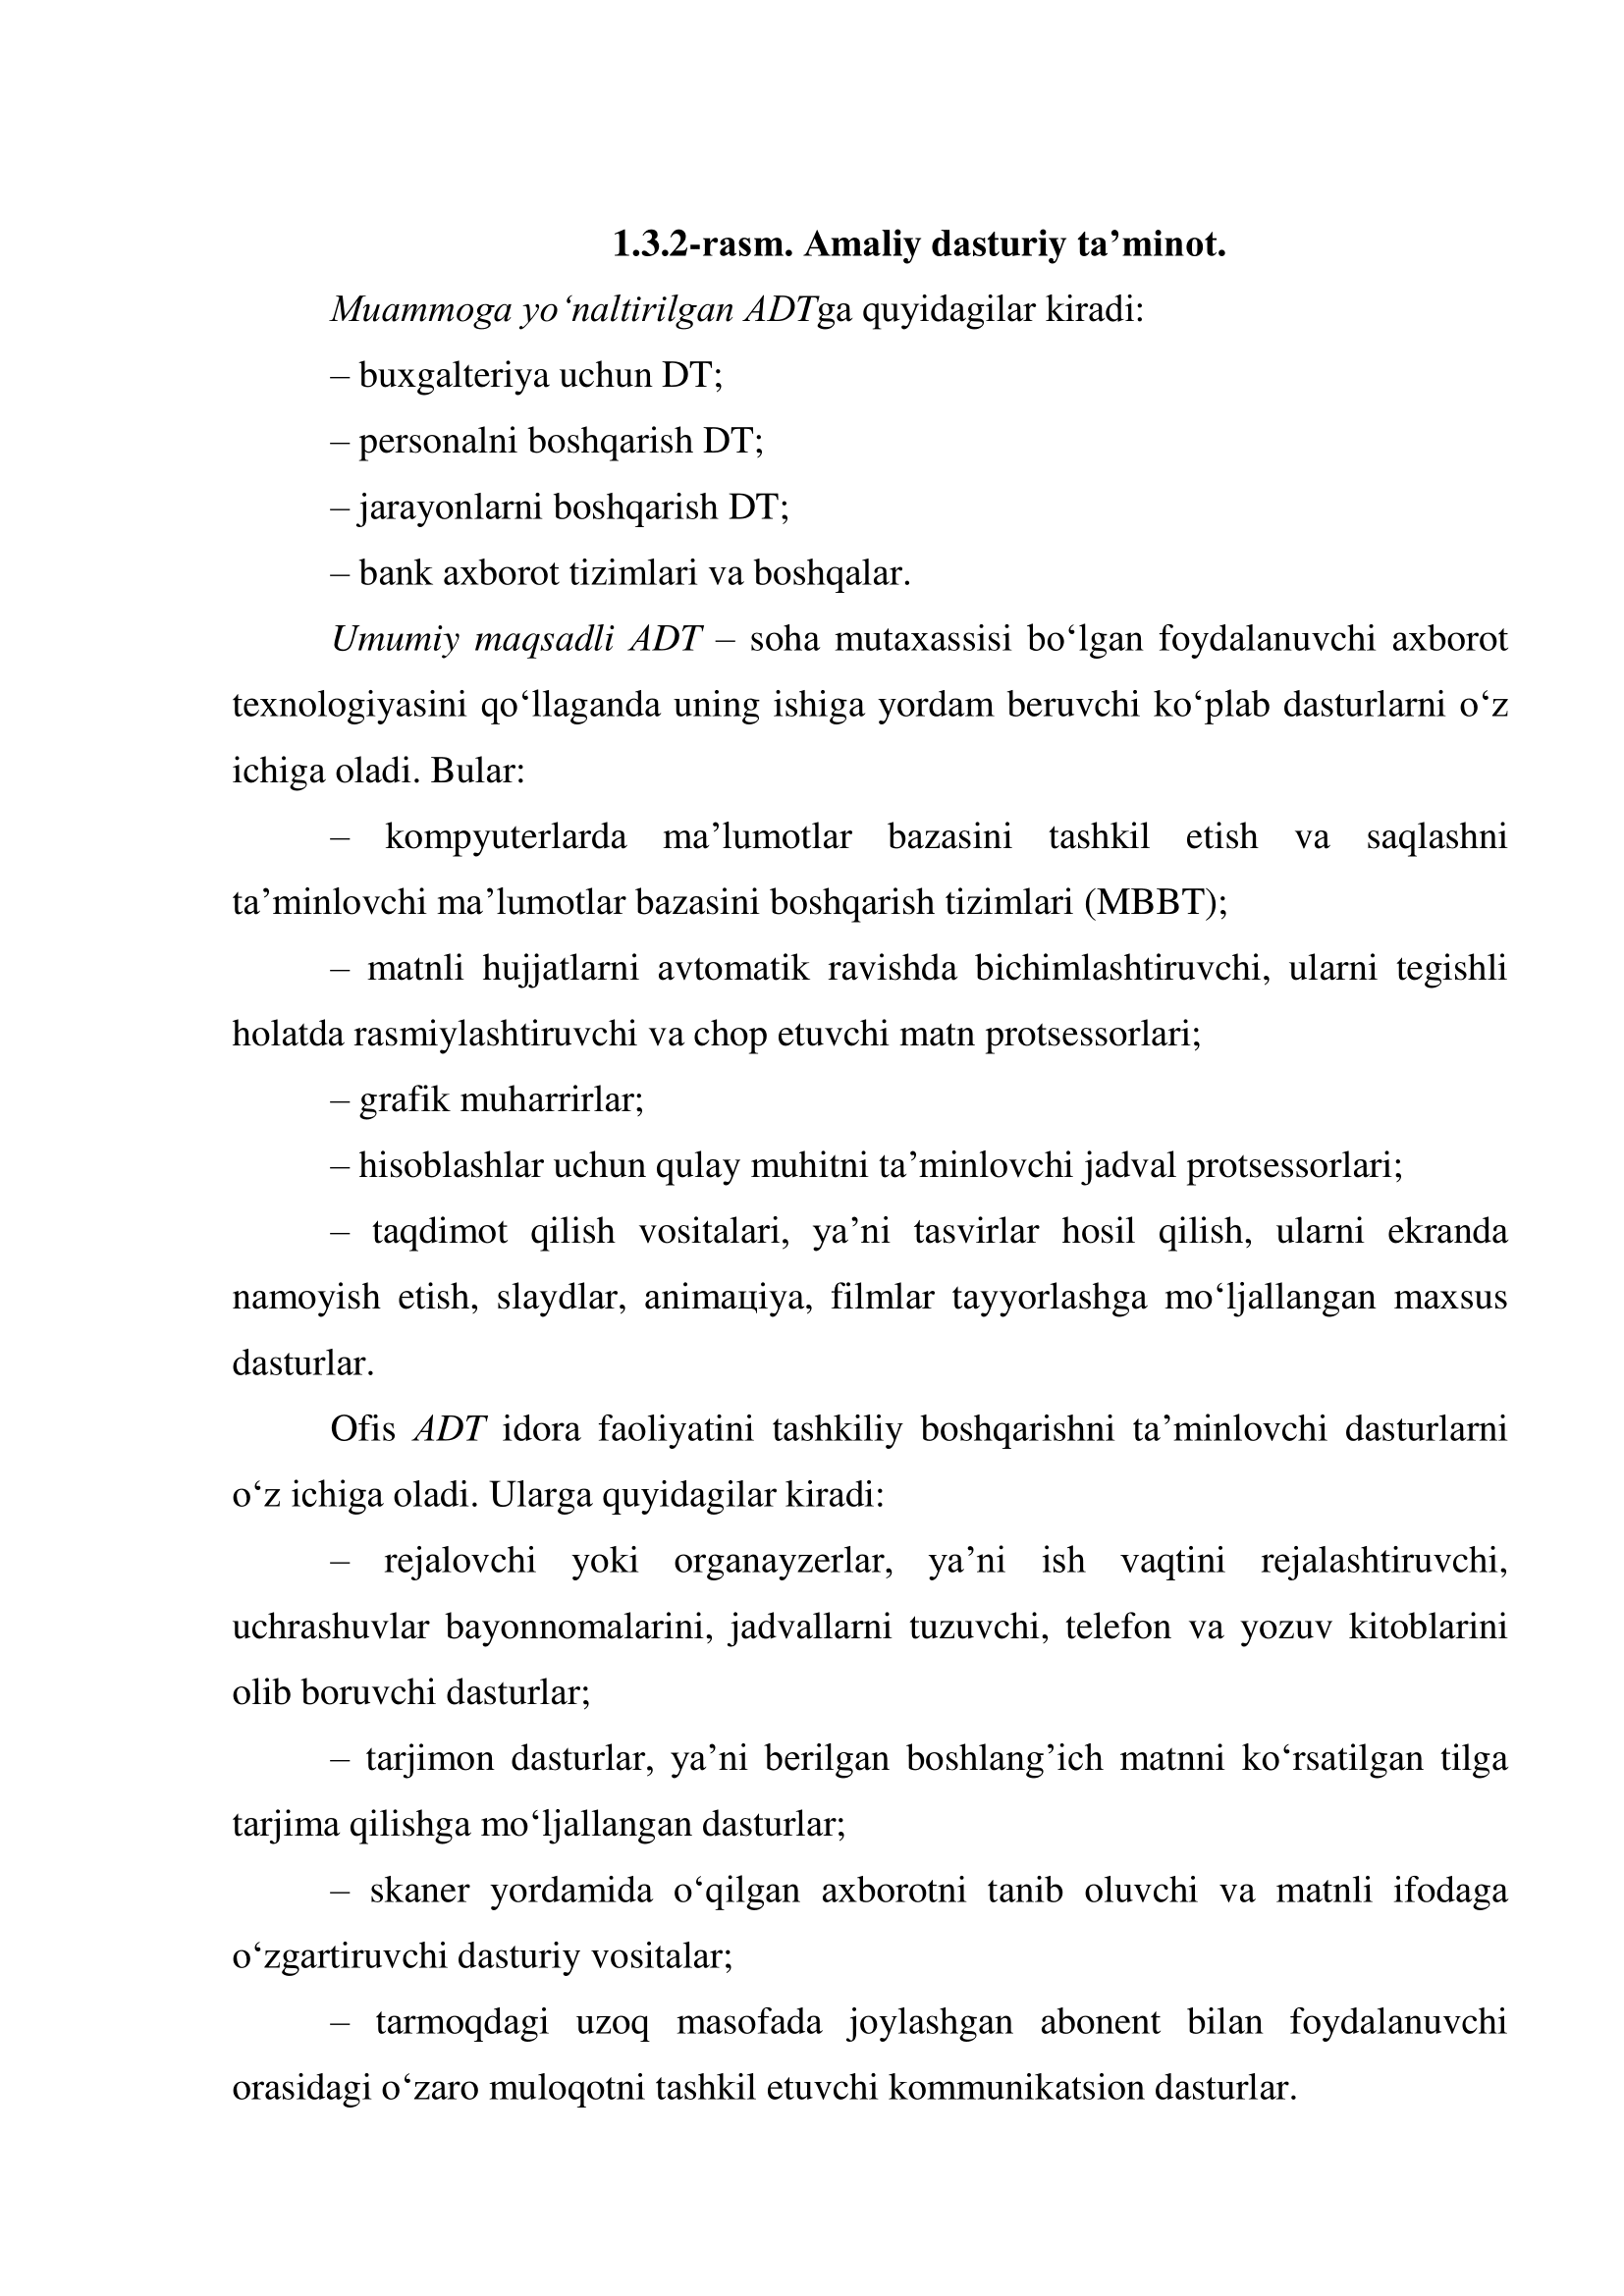 1.3.2-rasm. Amaliy dasturiy ta’minot.
Muammoga yo‘naltirilgan ADTga quyidagilar kiradi:
– buxgalteriya uchun DT;
– personalni boshqarish DT;
– jarayonlarni boshqarish DT;
– bank axborot tizimlari va boshqalar.
Umumiy maqsadli ADT – soha mutaxassisi bo‘lgan foydalanuvchi axborot
texnologiyasini qo‘llaganda uning ishiga yordam beruvchi ko‘plab dasturlarni o‘z
ichiga oladi. Bular:
– kompyuterlarda ma’lumotlar bazasini tashkil etish va saqlashni
ta’minlovchi ma’lumotlar bazasini boshqarish tizimlari (MBBT);
– matnli hujjatlarni avtomatik ravishda bichimlashtiruvchi, ularni tegishli
holatda rasmiylashtiruvchi va chop etuvchi matn protsessorlari;
– grafik muharrirlar;
– hisoblashlar uchun qulay muhitni ta’minlovchi jadval protsessorlari;
– taqdimot qilish vositalari, ya’ni tasvirlar hosil qilish, ularni ekranda
namoyish etish, slaydlar, animaцiya, filmlar tayyorlashga mo‘ljallangan maxsus
dasturlar.
Ofis ADT idora faoliyatini tashkiliy boshqarishni ta’minlovchi dasturlarni
o‘z ichiga oladi. Ularga quyidagilar kiradi:
– rejalovchi yoki organayzerlar, ya’ni ish vaqtini rejalashtiruvchi,
uchrashuvlar bayonnomalarini, jadvallarni tuzuvchi, telefon va yozuv kitoblarini
olib boruvchi dasturlar;
– tarjimon dasturlar, ya’ni berilgan boshlang’ich matnni ko‘rsatilgan tilga
tarjima qilishga mo‘ljallangan dasturlar;
– skaner yordamida o‘qilgan axborotni tanib oluvchi va matnli ifodaga
o‘zgartiruvchi dasturiy vositalar;
– tarmoqdagi uzoq masofada joylashgan abonent bilan foydalanuvchi
orasidagi o‘zaro muloqotni tashkil etuvchi kommunikatsion dasturlar.